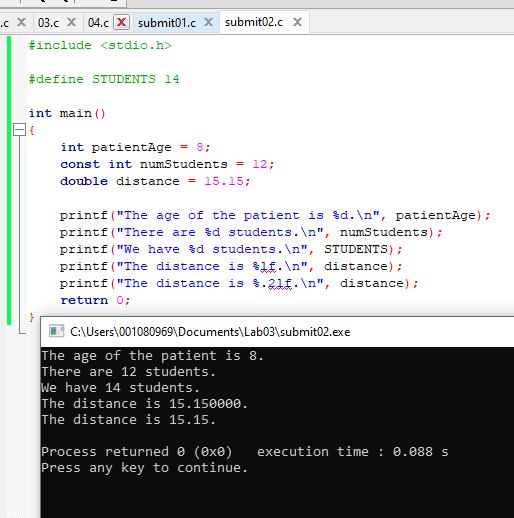 .c 03.c 04.c submit01.c submit02.c
#include <stdio.h>
#define STUDENTS 14
int main()
{
int patientAge = 8;
const int numStudents = 12;
double distance = 15.15;
printf("The age of the patient is %d.\n", patientAge);
printf("There are %d students.\n", numStudents);
printf("We have %d students.\n", STUDENTS);
printf("The distance is %lf.\n", distance);
printf("The distance is %.2lf.\n", distance);
return 0;
}
C:\Users\001080969\Documents\Lab03\submit02.exe
The age of the patient is 8.
There are 12 students.
We have 14 students.
The distance is 15.150000.
The distance is 15.15.
Process returned 0 (0x0) execution time : 0.088 s
Press any key to continue.